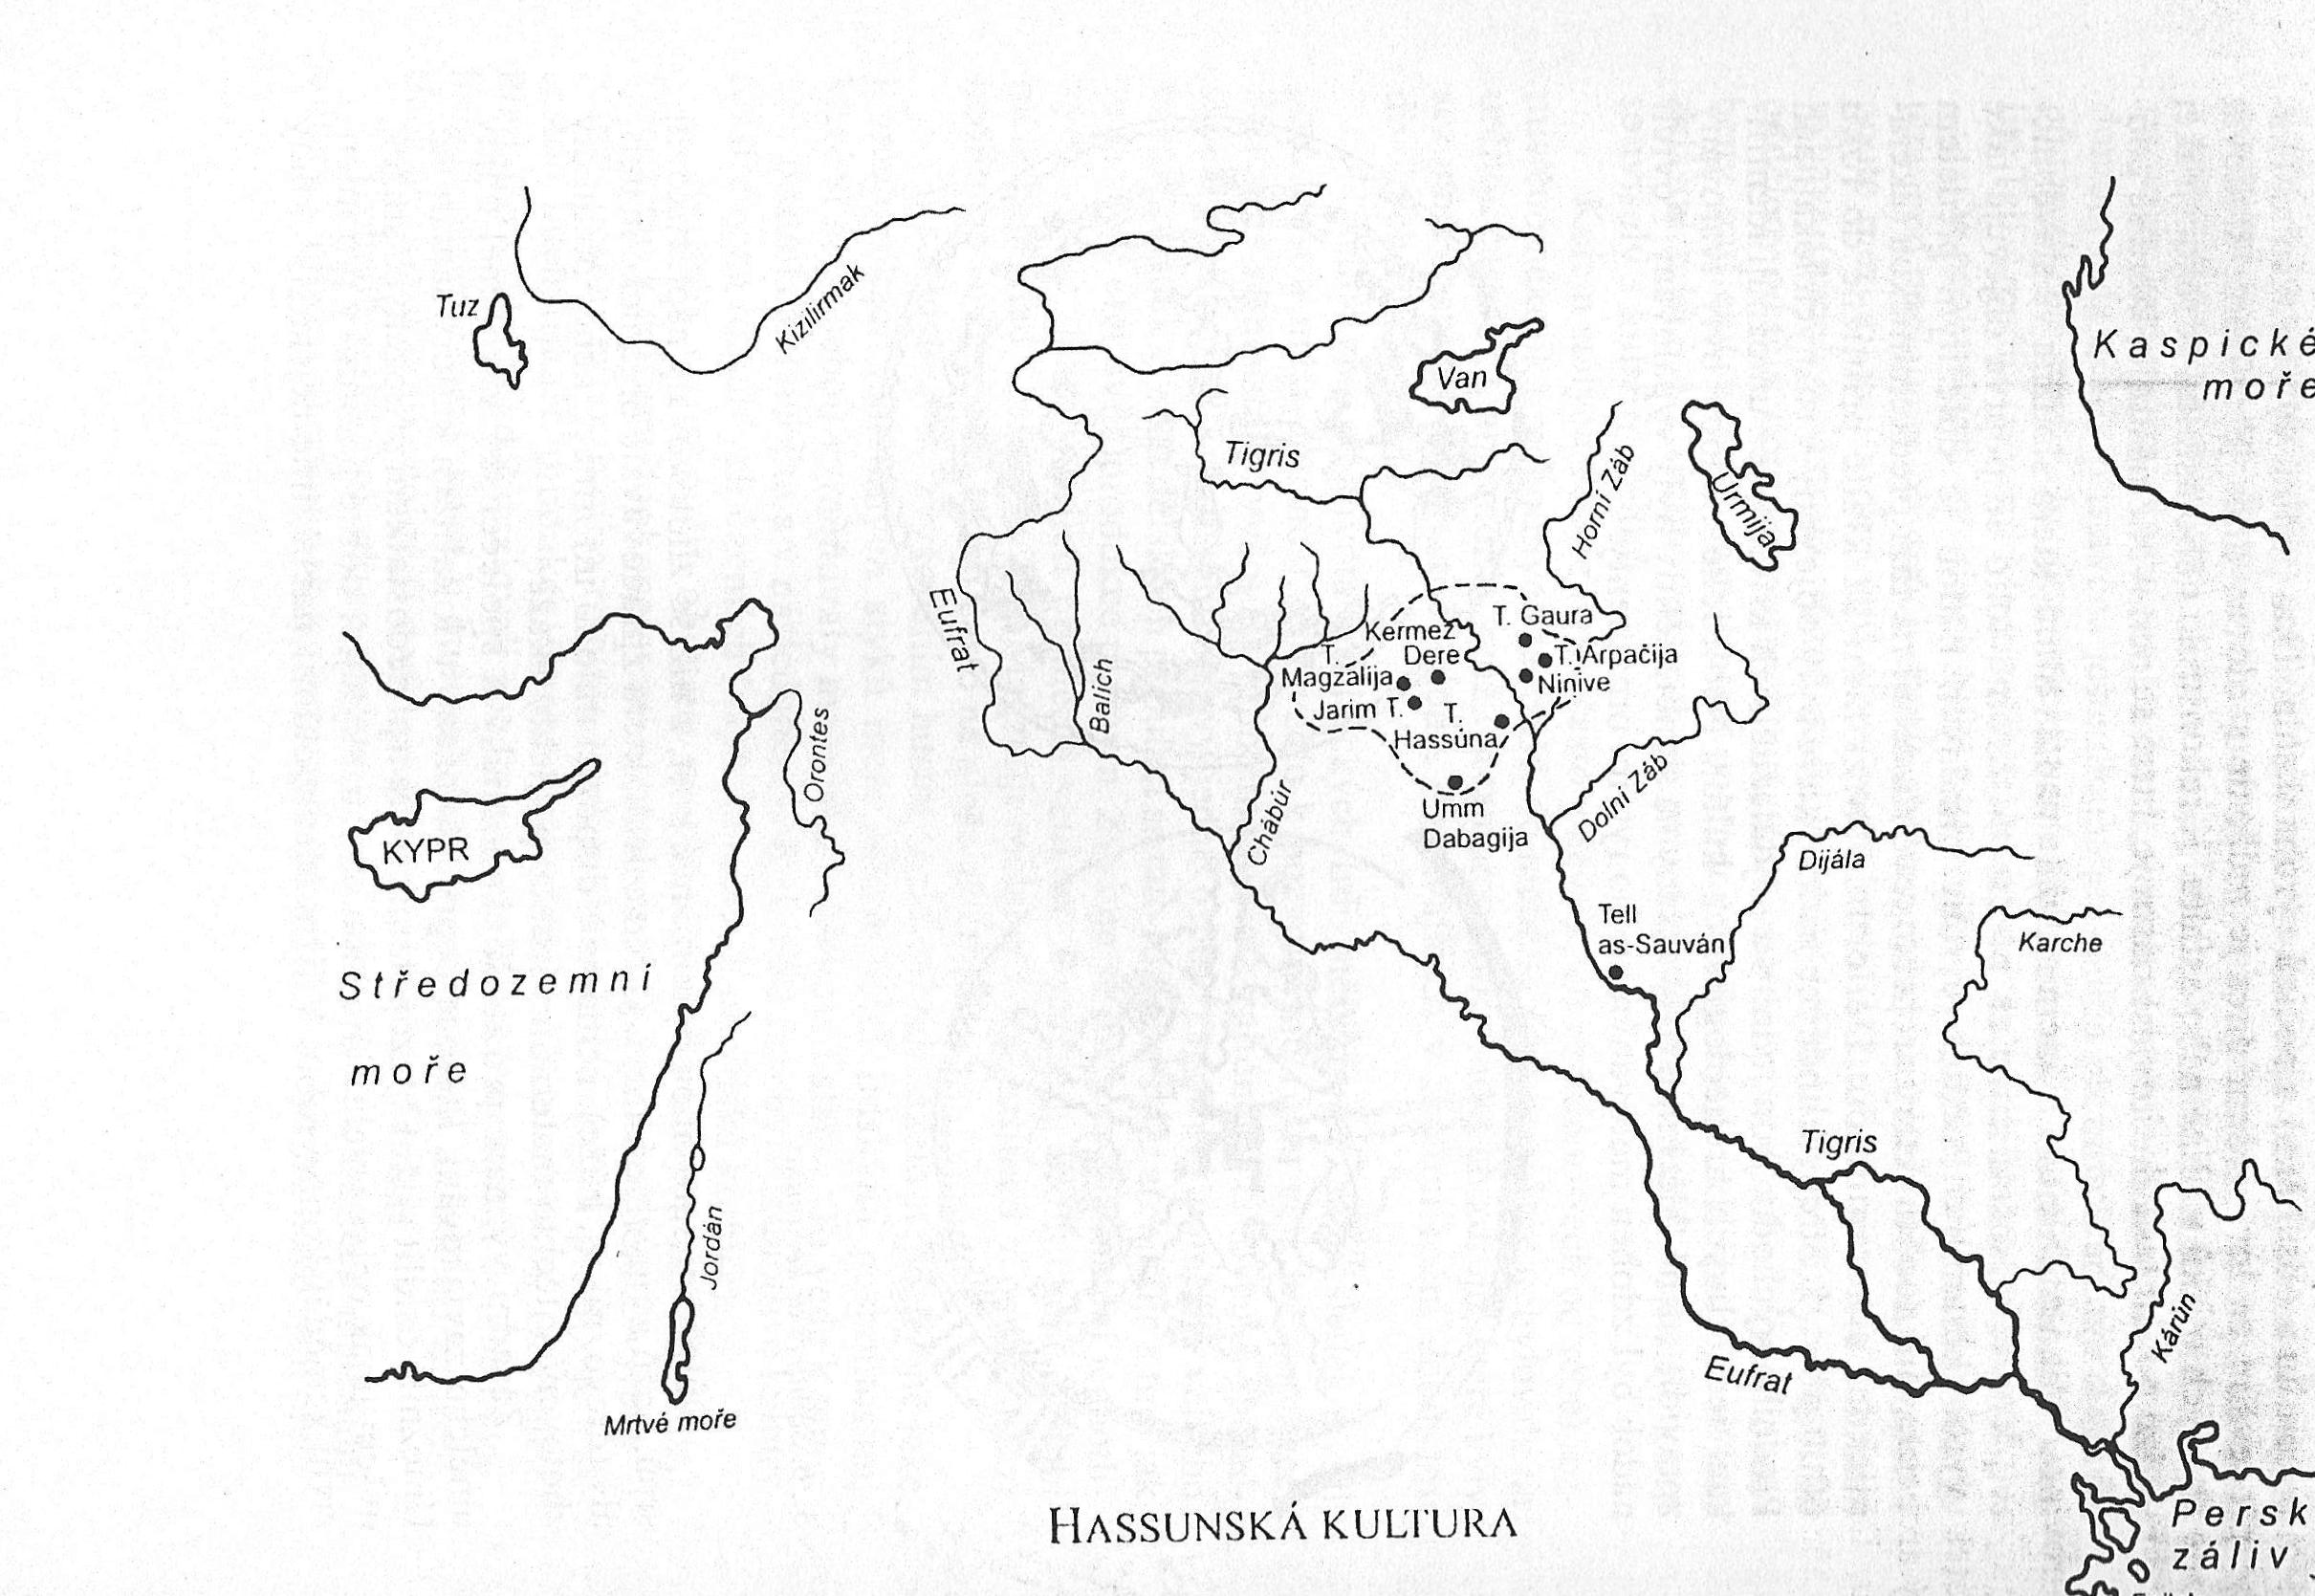 Tuz
Kizilirmak
Van
Kaspické
moře
Tigris
Horní Záb
Urmija
Eufrat
Balich
T. Gaura
Kermez
Dere
T. Arpačija
T.
Magzalija
Ninive
Jarim T.
T.
Hassúna
Orontes
KYPR
Chábúr
Umm
Dabagija
Dolní Záb
Dijála
Tell
as-Sauván
Karche
Středozemní
moře
Tigris
Jordán
Kárún
Eufrat
Mrtvé moře
Persk
záliv
HASSUNSKÁ KULTURA